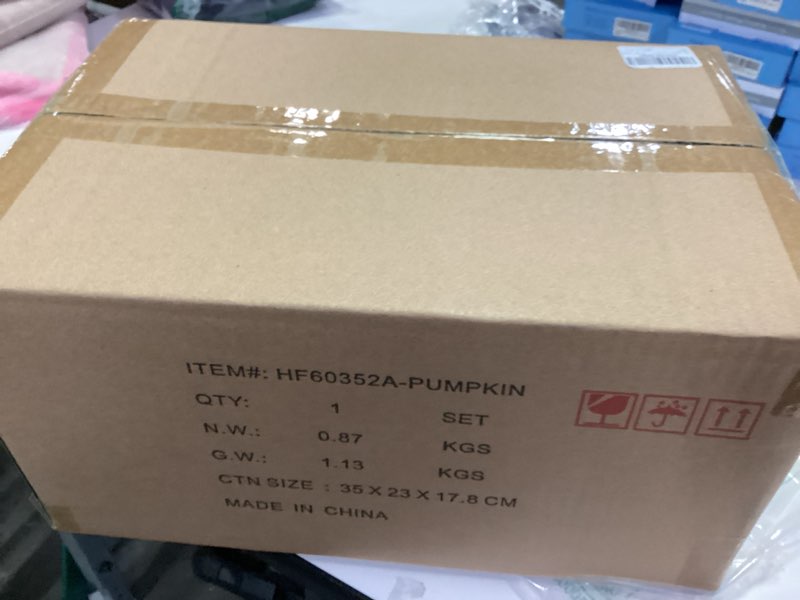 ITEM#: HF60352A-PUMPKIN
QTY: 1 SET
N.W.: 0.87 KGS
G.W.: 1.13 KGS
CTN SIZE : 35 X 23 X 17.8 CM
MADE IN CHINA